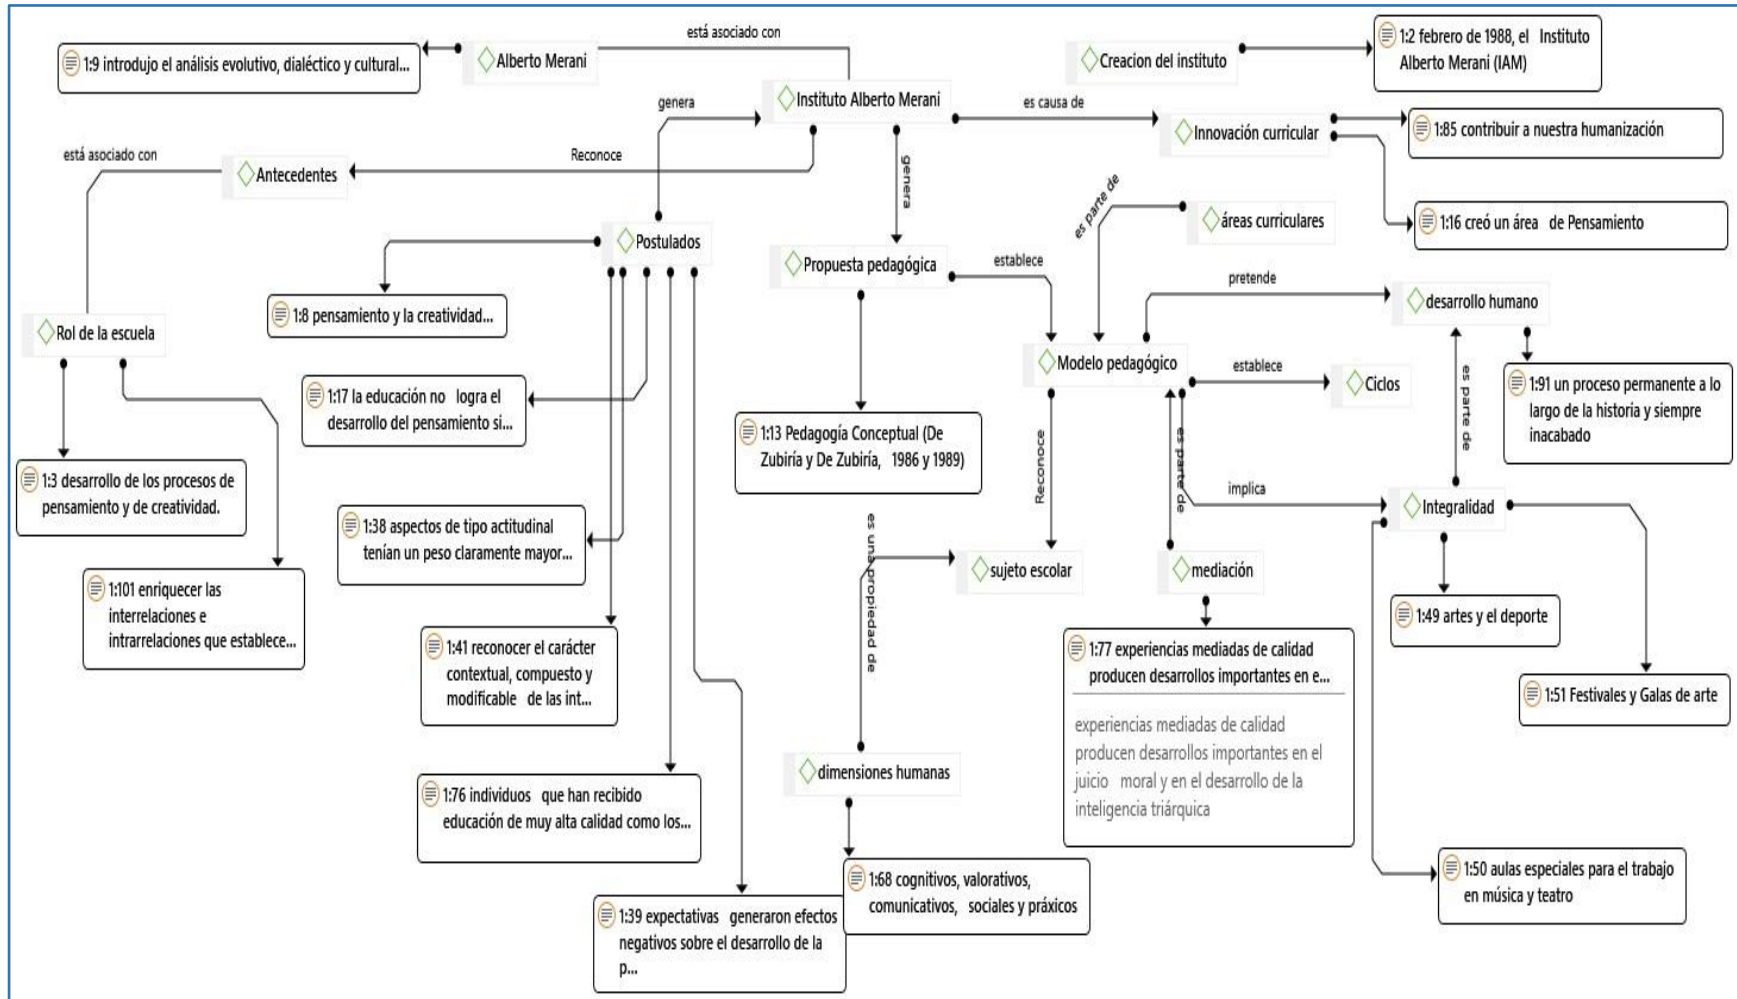 está asociado con
1:9 introdujo el análisis evolutivo, dialéctico y cultural...
Alberto Merani
Creacion del instituto
1:2 febrero de 1988, el Instituto
Alberto Merani (IAM)
genera
Instituto Alberto Merani
es causa de
Innovación curricular
1:85 contribuir a nuestra humanización
está asociado con
Reconoce
Antecedentes
genera
es parte de
áreas curriculares
1:16 creó un área de Pensamiento
Postulados
Propuesta pedagógica
establece
pretende
desarrollo humano
1:8 pensamiento y la creatividad...
Rol de la escuela
Modelo pedagógico
establece
Ciclos
es parte de
1:91 un proceso permanente a lo
largo de la historia y siempre
inacabado
1:17 la educación no logra el
desarrollo del pensamiento si...
1:13 Pedagogía Conceptual (De
Zubiría y De Zubiría, 1986 y 1989)
Reconoce
es parte de
implica
Integralidad
1:3 desarrollo de los procesos de
pensamiento y de creatividad.
1:38 aspectos de tipo actitudinal
tenían un peso claramente mayor...
es una propiedad de
sujeto escolar
mediación
1:101 enriquecer las
interrelaciones e
intrarrelaciones que establece...
1:49 artes y el deporte
1:41 reconocer el carácter
contextual, compuesto y
modificable de las int...
1:77 experiencias mediadas de calidad
producen desarrollos importantes en e...
experiencias mediadas de calidad
producen desarrollos importantes en el
juicio moral y en el desarrollo de la
inteligencia triárquica
1:51 Festivales y Galas de arte
dimensiones humanas
1:76 individuos que han recibido
educación de muy alta calidad como los...
1:68 cognitivos, valorativos,
comunicativos, sociales y práxicos
1:50 aulas especiales para el trabajo
en música y teatro
1:39 expectativas generaron efectos
negativos sobre el desarrollo de la
p...